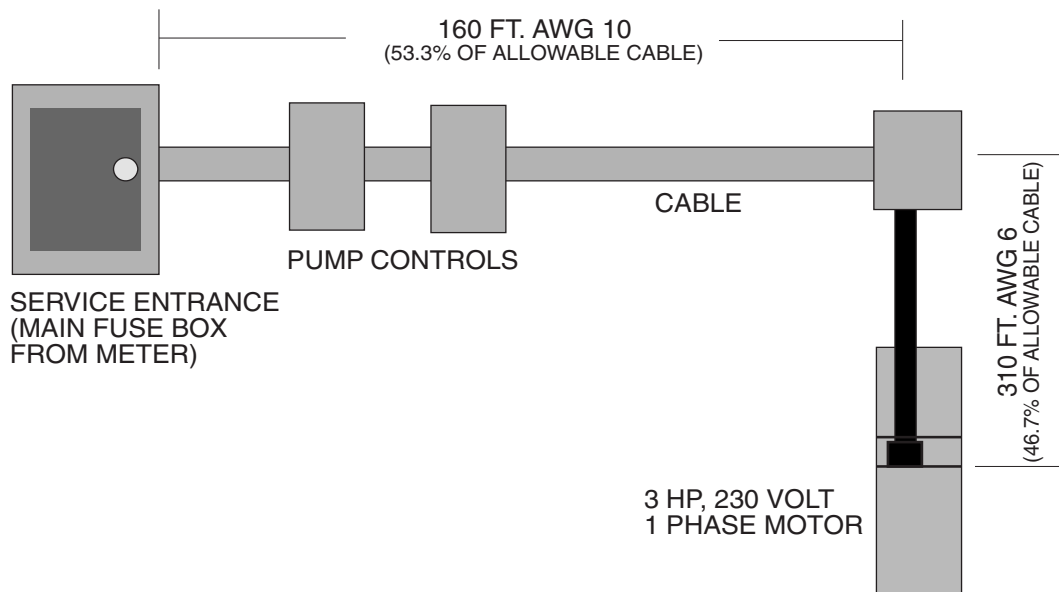 160 FT. AWG 10
(53.3% OF ALLOWABLE CABLE)
CABLE
PUMP CONTROLS
SERVICE ENTRANCE
(MAIN FUSE BOX
FROM METER)
310 FT. AWG 6
(46.7% OF ALLOWABLE CABLE)
3 HP, 230 VOLT
1 PHASE MOTOR